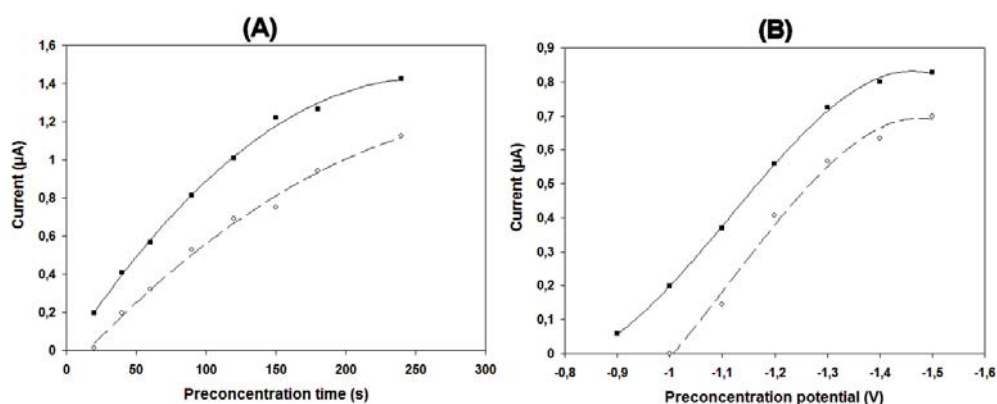 (A)
1,6
1,4
1,2
1
0,8
0,6
0,4
0,2
0
Current (µA)
0 50 100 150 200 250 300
Preconcentration time (s)
(B)
0,9
0,8
0,7
0,6
0,5
0,4
0,3
0,2
0,1
0
Current (µA)
-0,8 -0,9 -1 -1,1 -1,2 -1,3 -1,4 -1,5 -1,6
Preconcentration potential (V)